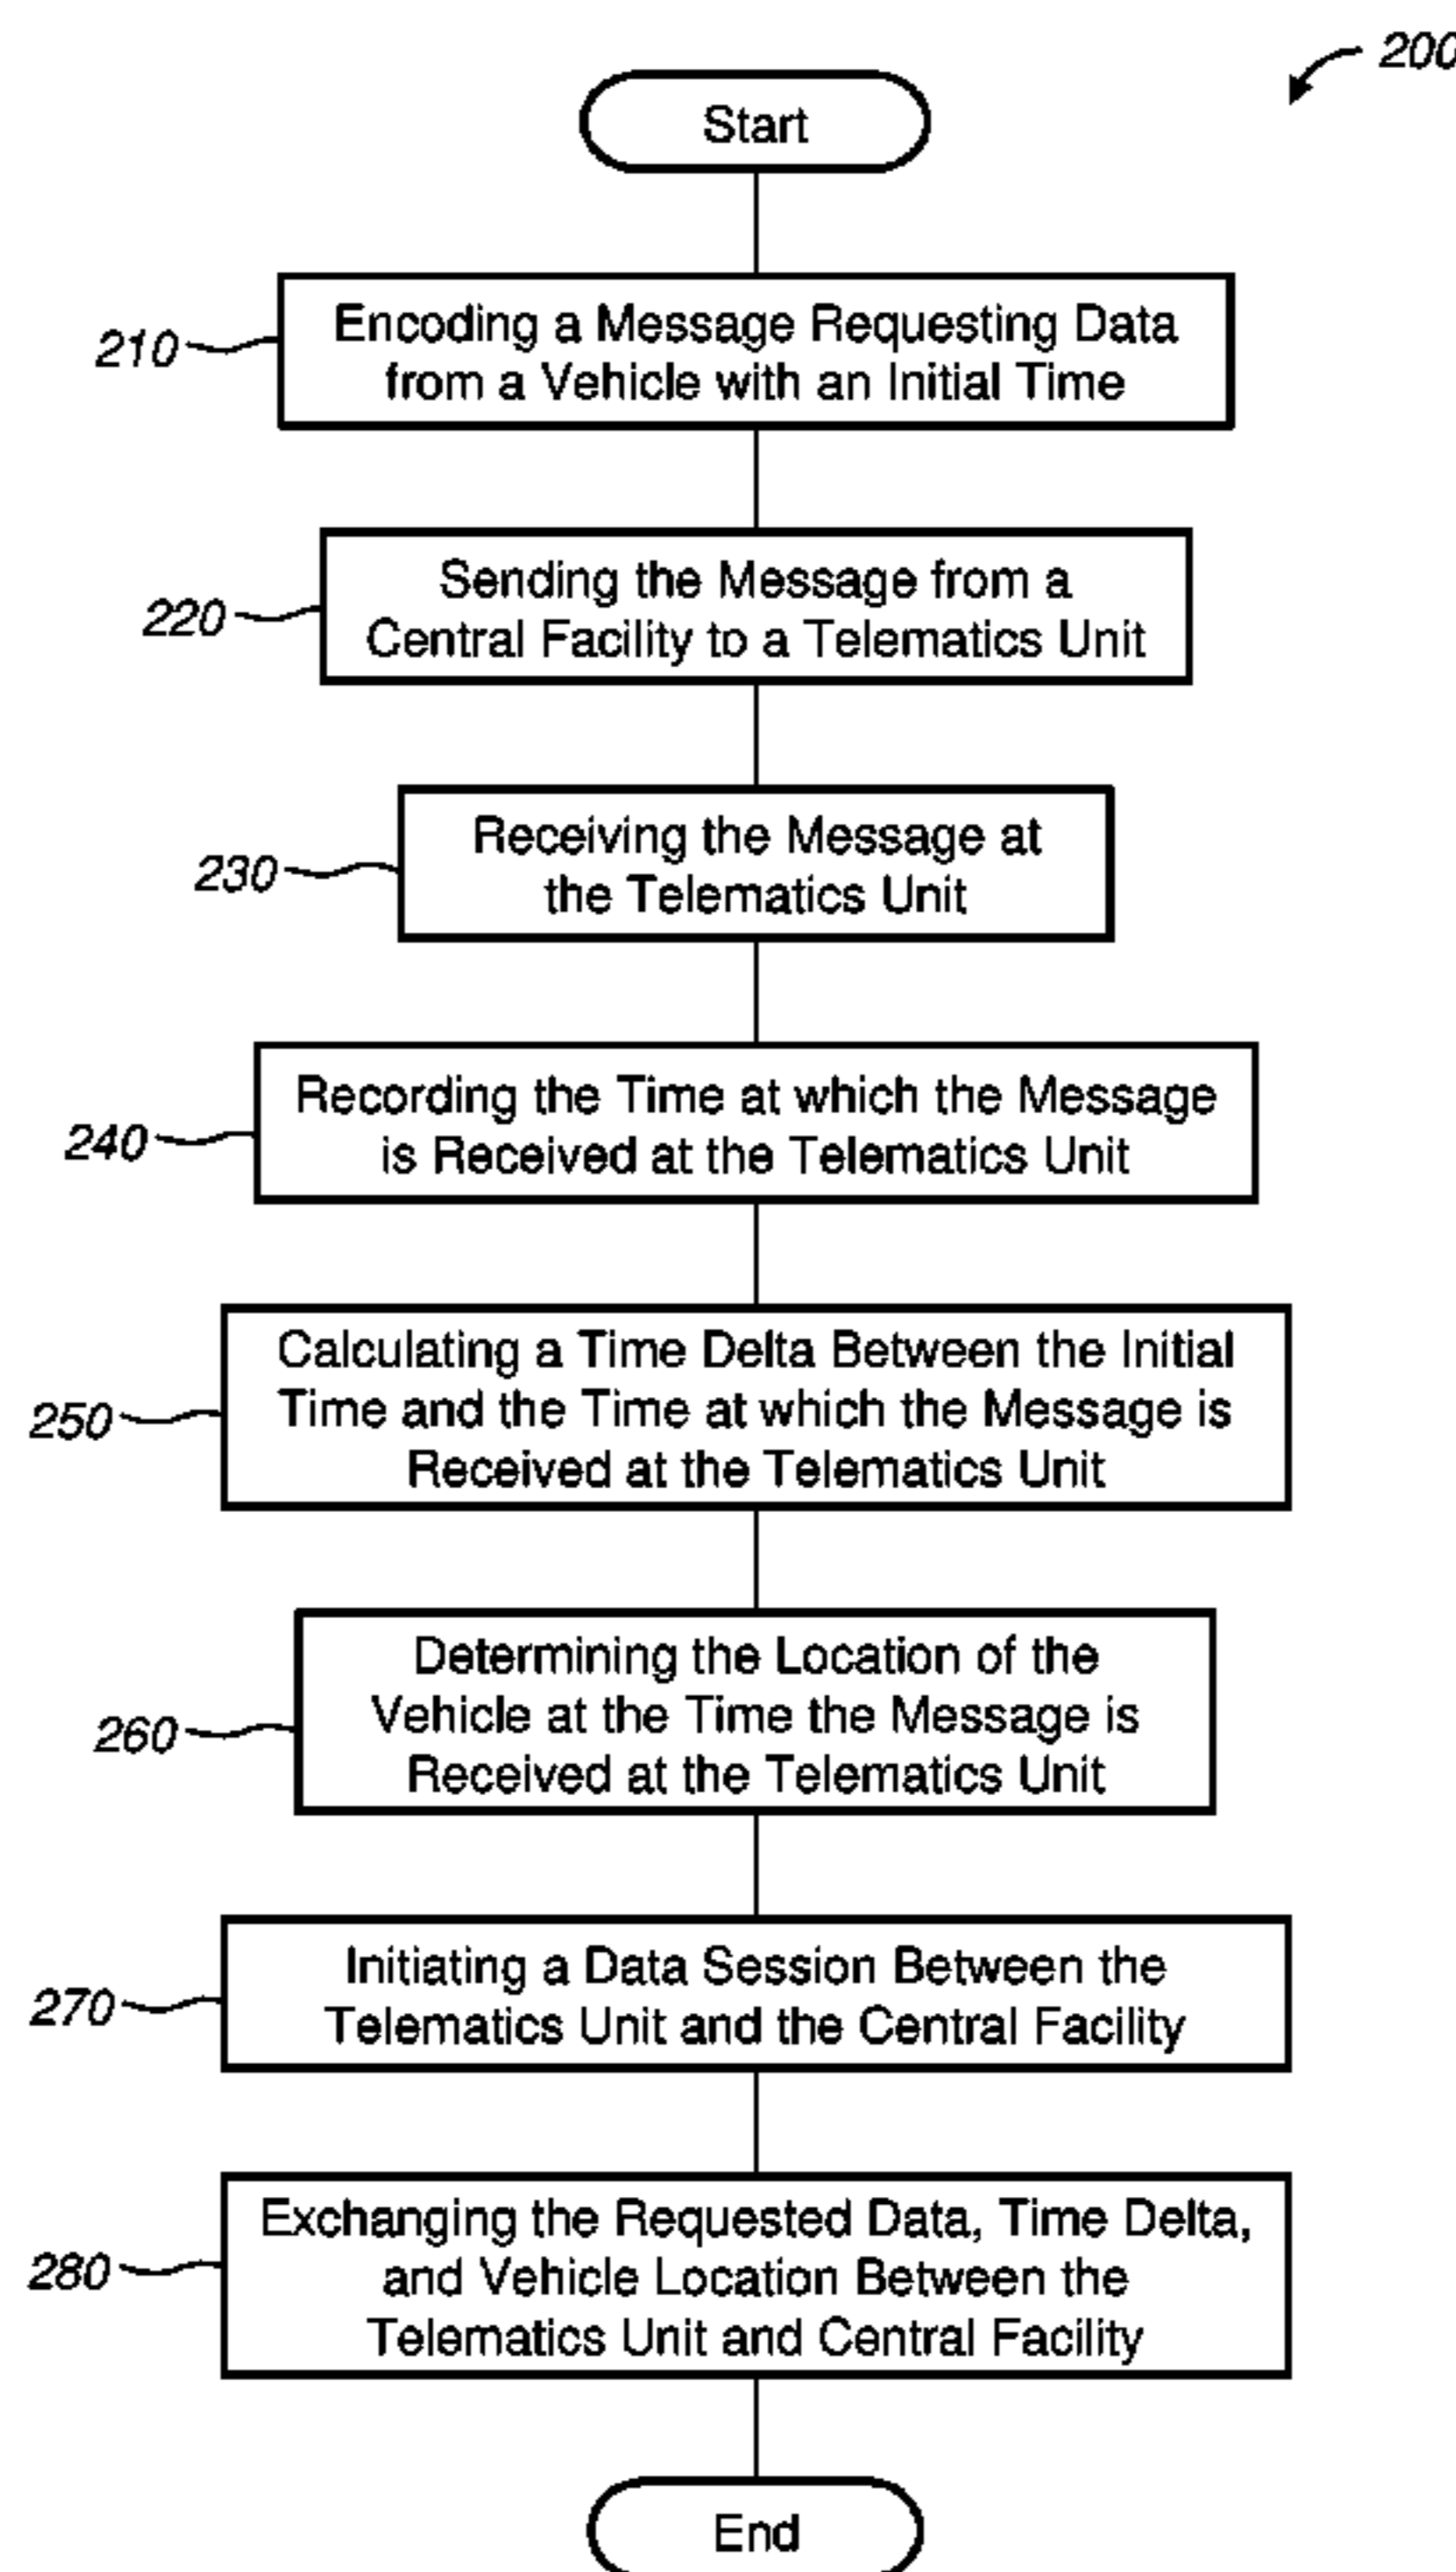 200
Start
210
Encoding a Message Requesting Data
from a Vehicle with an Initial Time
220
Sending the Message from a
Central Facility to a Telematics Unit
230
Receiving the Message at
the Telematics Unit
240
Recording the Time at which the Message
is Received at the Telematics Unit
250
Calculating a Time Delta Between the Initial
Time and the Time at which the Message is
Received at the Telematics Unit
260
Determining the Location of the
Vehicle at the Time the Message is
Received at the Telematics Unit
270
Initiating a Data Session Between the
Telematics Unit and the Central Facility
280
Exchanging the Requested Data, Time Delta,
and Vehicle Location Between the
Telematics Unit and Central Facility
End